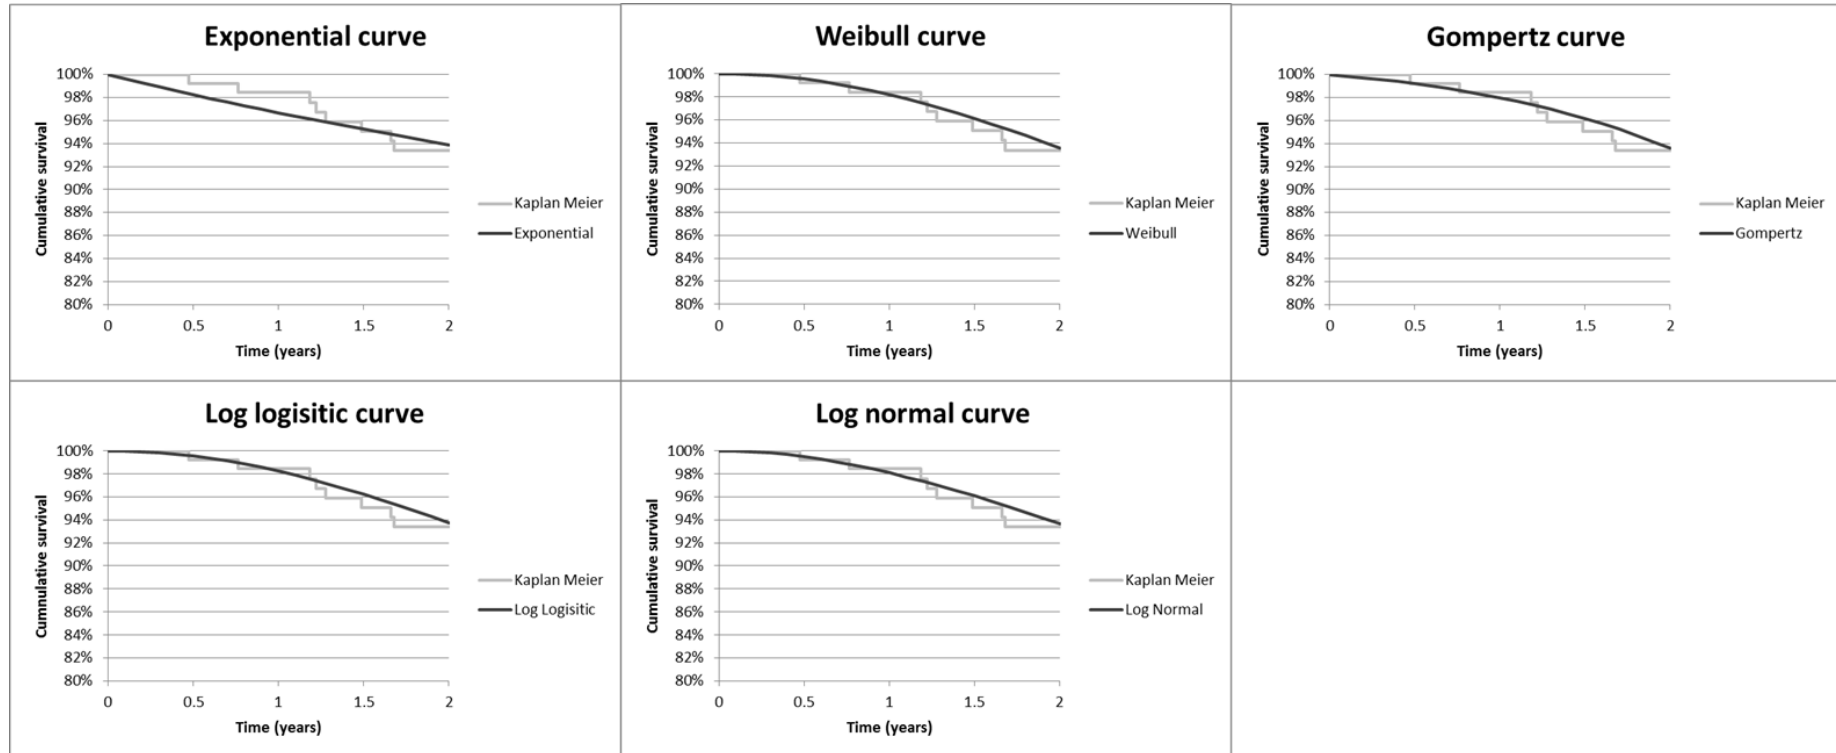 Exponential curve
100%
98%
96%
94%
92%
90%
88%
86%
84%
82%
80%
Cumulative survival
0 0.5 1 1.5 2
Time (years)
Kaplan Meier
Exponential
Weibull curve
100%
98%
96%
94%
92%
90%
88%
86%
84%
82%
80%
Cumulative survival
0 0.5 1 1.5 2
Time (years)
Kaplan Meier
Weibull
Gompertz curve
100%
98%
96%
94%
92%
90%
88%
86%
84%
82%
80%
Cumulative survival
0 0.5 1 1.5 2
Time (years)
Kaplan Meier
Gompertz
Log logisitic curve
100%
98%
96%
94%
92%
90%
88%
86%
84%
82%
80%
Cumnulative survival
0 0.5 1 1.5 2
Time (years)
Kaplan Meier
Log Logisitic
Log normal curve
100%
98%
96%
94%
92%
90%
88%
86%
84%
82%
80%
Cumulative survival
0 0.5 1 1.5 2
Time (years)
Kaplan Meier
Log Normal